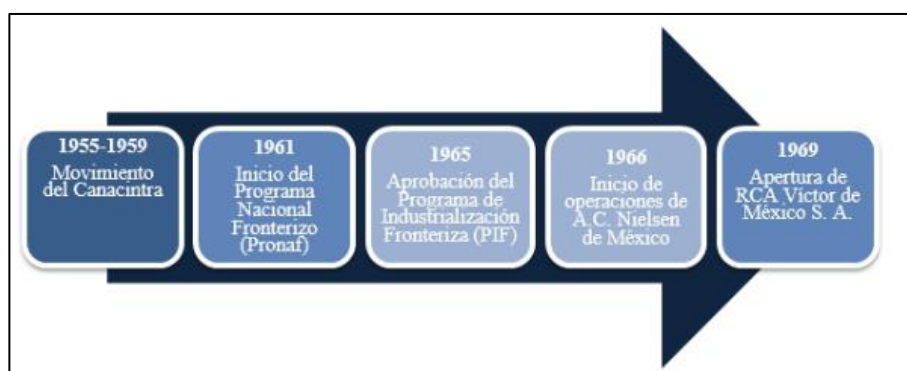 1955-1959
Movimiento
del Canacintra
1961
Inicio del
Programa
Nacional
Fronterizo
(Pronaf)
1965
Aprobación del
Programa de
Industrialización
Fronteriza (PIF)
1966
Inicio de
operaciones de
A.C. Nielsen
de México
1969
Apertura de
RCA Víctor de
México S. A.